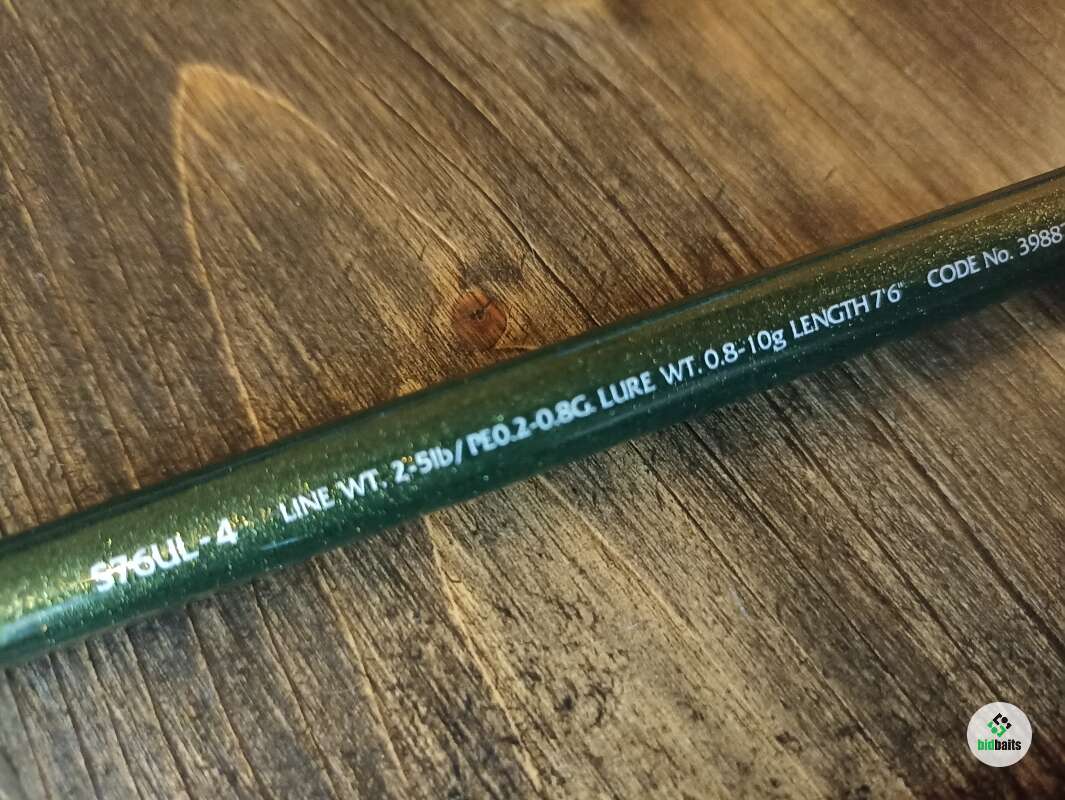 S76UL-4 LINE WT. 2-5lb/PE0.2-0.8G. LURE WT. 0.8-10g LENGTH 7'6" CODE No. 3988
bidbaits